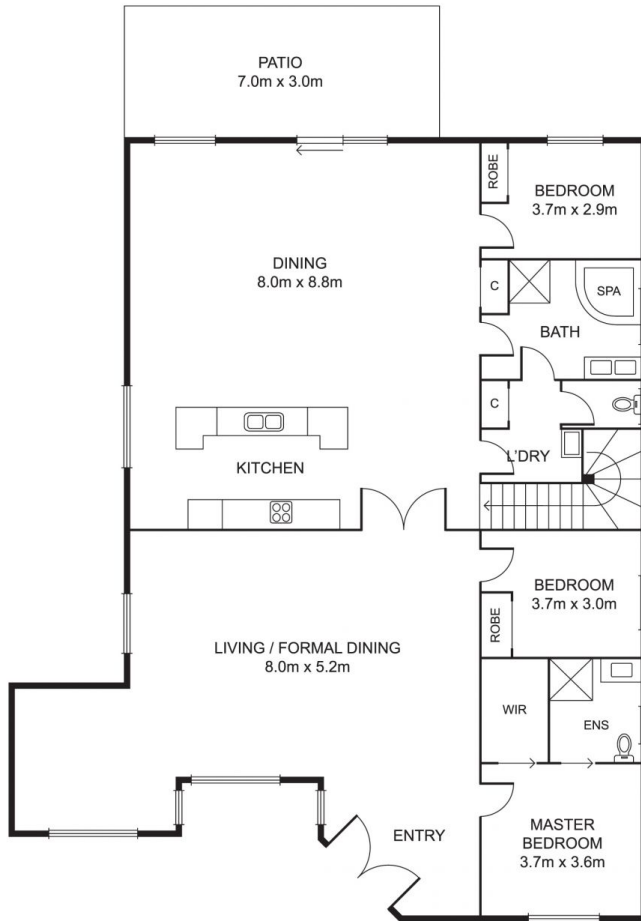 PATIO
7.0m x 3.0m
ROBE
BEDROOM
3.7m x 2.9m
DINING
8.0m x 8.8m
C
SPA
BATH
C
KITCHEN
L'DRY
BEDROOM
3.7m x 3.0m
ROBE
LIVING / FORMAL DINING
8.0m x 5.2m
WIR
ENS
ENTRY
MASTER
BEDROOM
3.7m x 3.6m